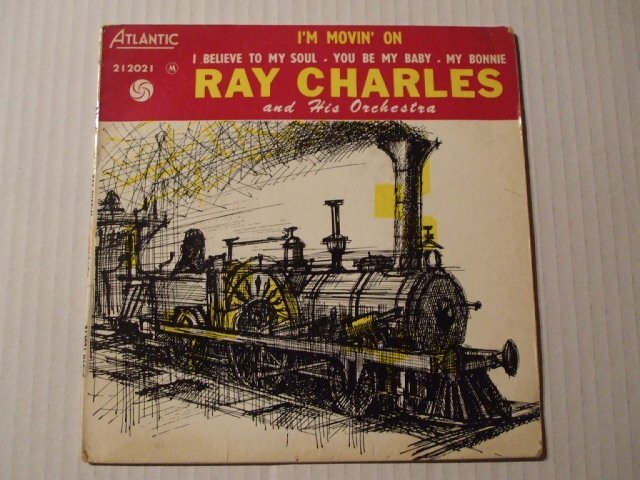 ATLANTIC
212021 M
I'M MOVIN' ON
I BELIEVE TO MY SOUL - YOU BE MY BABY - MY BONNIE
RAY CHARLES
and His Orchestra